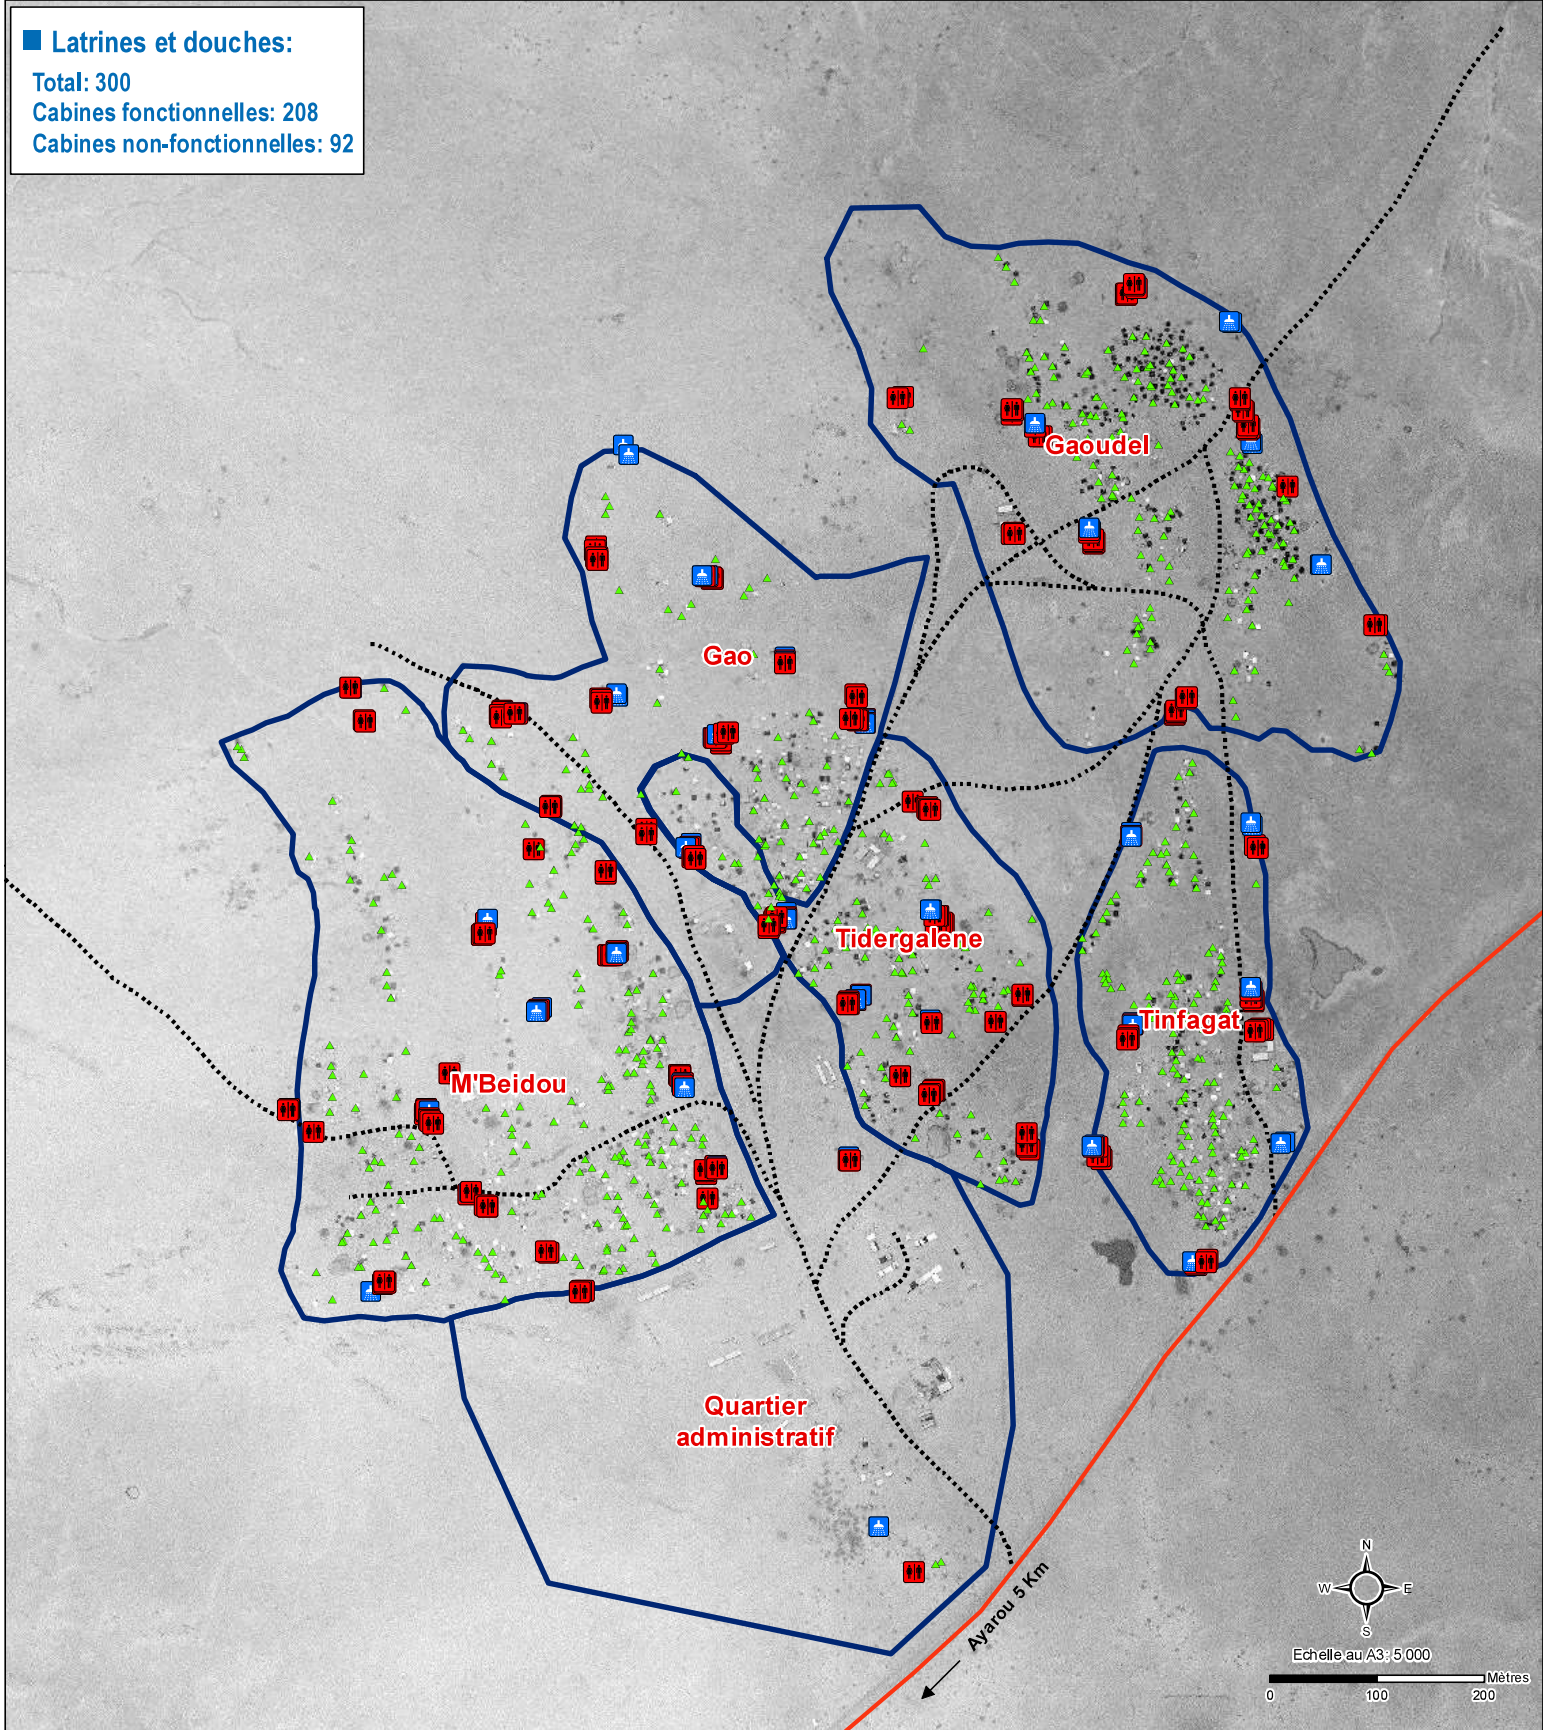 Latrines et douches:
Total: 300
Cabines fonctionnelles: 208
Cabines non-fonctionnelles: 92
Gaoudel
Gao
Tidergalene
Tinfagat
M'Beidou
Quartier
administratif
Ayarou 5 Km
N
W
E
S
Echelle au A3: 5 000
Mètres
0 100 200